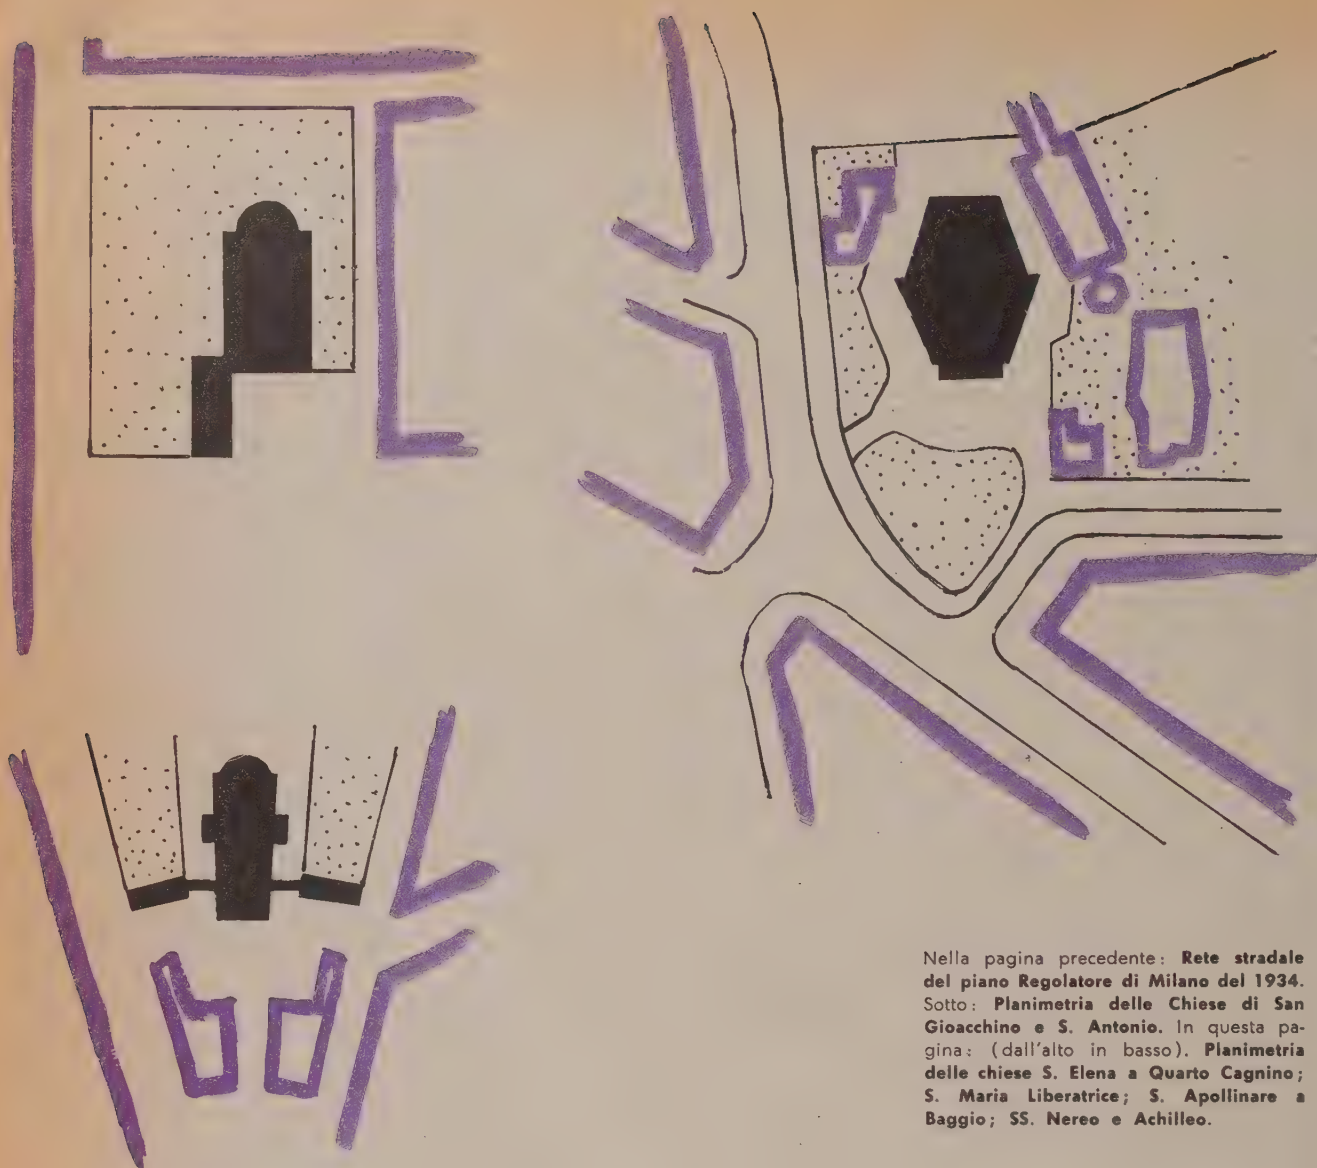 Nella pagina precedente: Rete stradale
del piano Regolatore di Milano del 1934.
Sotto: Planimetria delle Chiese di San
Gioacchino e S. Antonio. In questa pa-
gina: (dall'alto in basso). Planimetria
delle chiese S. Elena a Quarto Cagnino;
S. Maria Liberatrice; S. Apollinare a
Baggio; SS. Nereo e Achilleo.